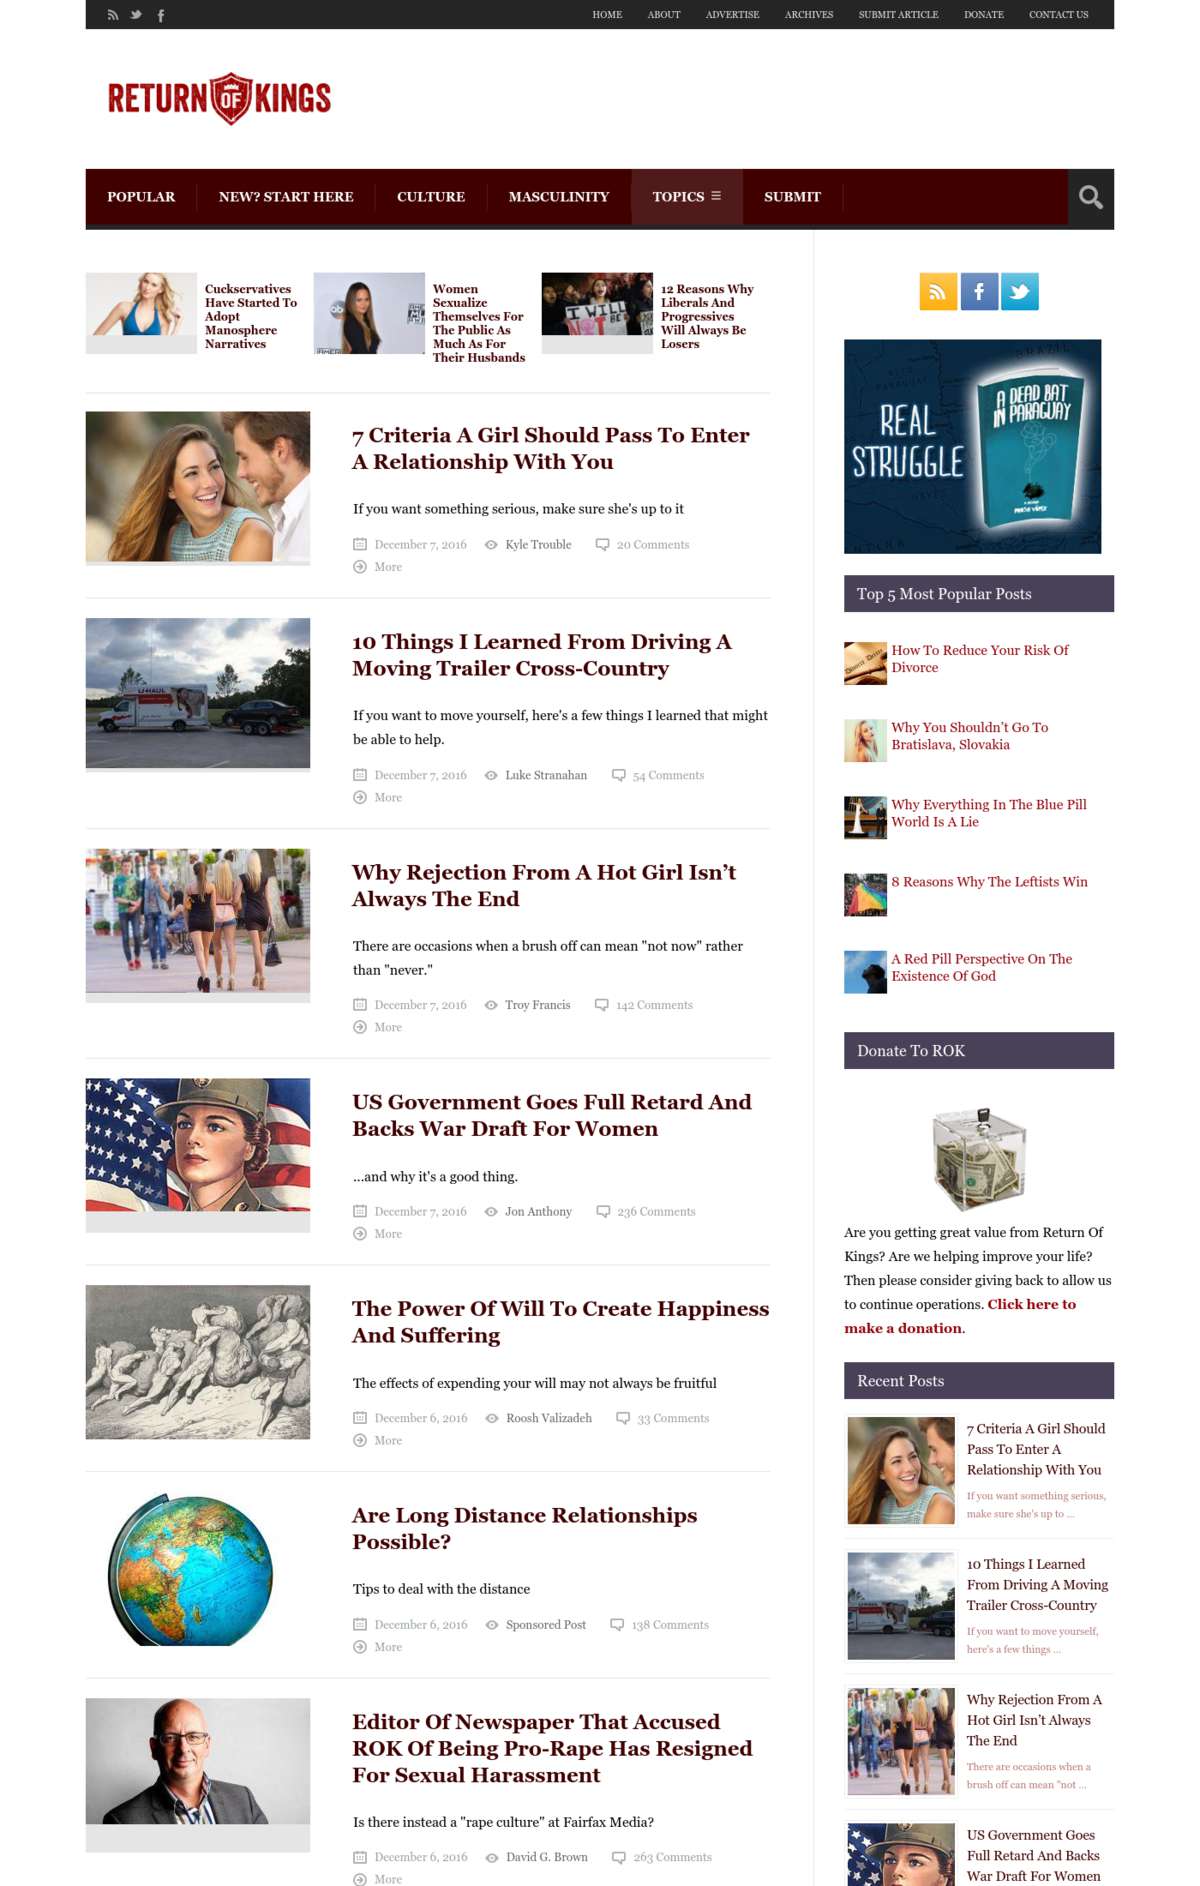 HOME ABOUT ADVERTISE ARCHIVES SUBMIT ARTICLE DONATE CONTACT US
RETURN OF KINGS
POPULAR NEW? START HERE CULTURE MASCULINITY TOPICS SUBMIT
Cuckservatives
Have Started To
Adopt
Manosphere
Narratives
Women
Sexualize
Themselves For
The Public As
Much As For
Their Husbands
I WILL
NOT
BE
12 Reasons Why
Liberals And
Progressives
Will Always Be
Losers
7 Criteria A Girl Should Pass To Enter
A Relationship With You
If you want something serious, make sure she's up to it
December 7, 2016 Kyle Trouble 20 Comments
More
U-HAUL
10 Things I Learned From Driving A
Moving Trailer Cross-Country
If you want to move yourself, here's a few things I learned that might
be able to help.
December 7, 2016 Luke Stranahan 54 Comments
More
Why Rejection From A Hot Girl Isn’t
Always The End
There are occasions when a brush off can mean "not now" rather
than "never."
December 7, 2016 Troy Francis 142 Comments
More
US Government Goes Full Retard And
Backs War Draft For Women
...and why it's a good thing.
December 7, 2016 Jon Anthony 236 Comments
More
The Power Of Will To Create Happiness
And Suffering
The effects of expending your will may not always be fruitful
December 6, 2016 Roosh Valizadeh 33 Comments
More
Are Long Distance Relationships
Possible?
Tips to deal with the distance
December 6, 2016 Sponsored Post 138 Comments
More
Editor Of Newspaper That Accused
ROK Of Being Pro-Rape Has Resigned
For Sexual Harassment
Is there instead a "rape culture" at Fairfax Media?
December 6, 2016 David G. Brown 263 Comments
More
BRAZIL
REAL
STRUGGLE
A DEAD BAT
IN PARAGUAY
Top 5 Most Popular Posts
How To Reduce Your Risk Of
Divorce
Why You Shouldn’t Go To
Bratislava, Slovakia
Why Everything In The Blue Pill
World Is A Lie
8 Reasons Why The Leftists Win
A Red Pill Perspective On The
Existence Of God
Donate To ROK
Are you getting great value from Return Of
Kings? Are we helping improve your life?
Then please consider giving back to allow us
to continue operations. Click here to
make a donation.
Recent Posts
7 Criteria A Girl Should
Pass To Enter A
Relationship With You
If you want something serious,
make sure she's up to ...
10 Things I Learned
From Driving A Moving
Trailer Cross-Country
If you want to move yourself,
here's a few things ...
Why Rejection From A
Hot Girl Isn’t Always
The End
There are occasions when a
brush off can mean "not ...
US Government Goes
Full Retard And Backs
War Draft For Women